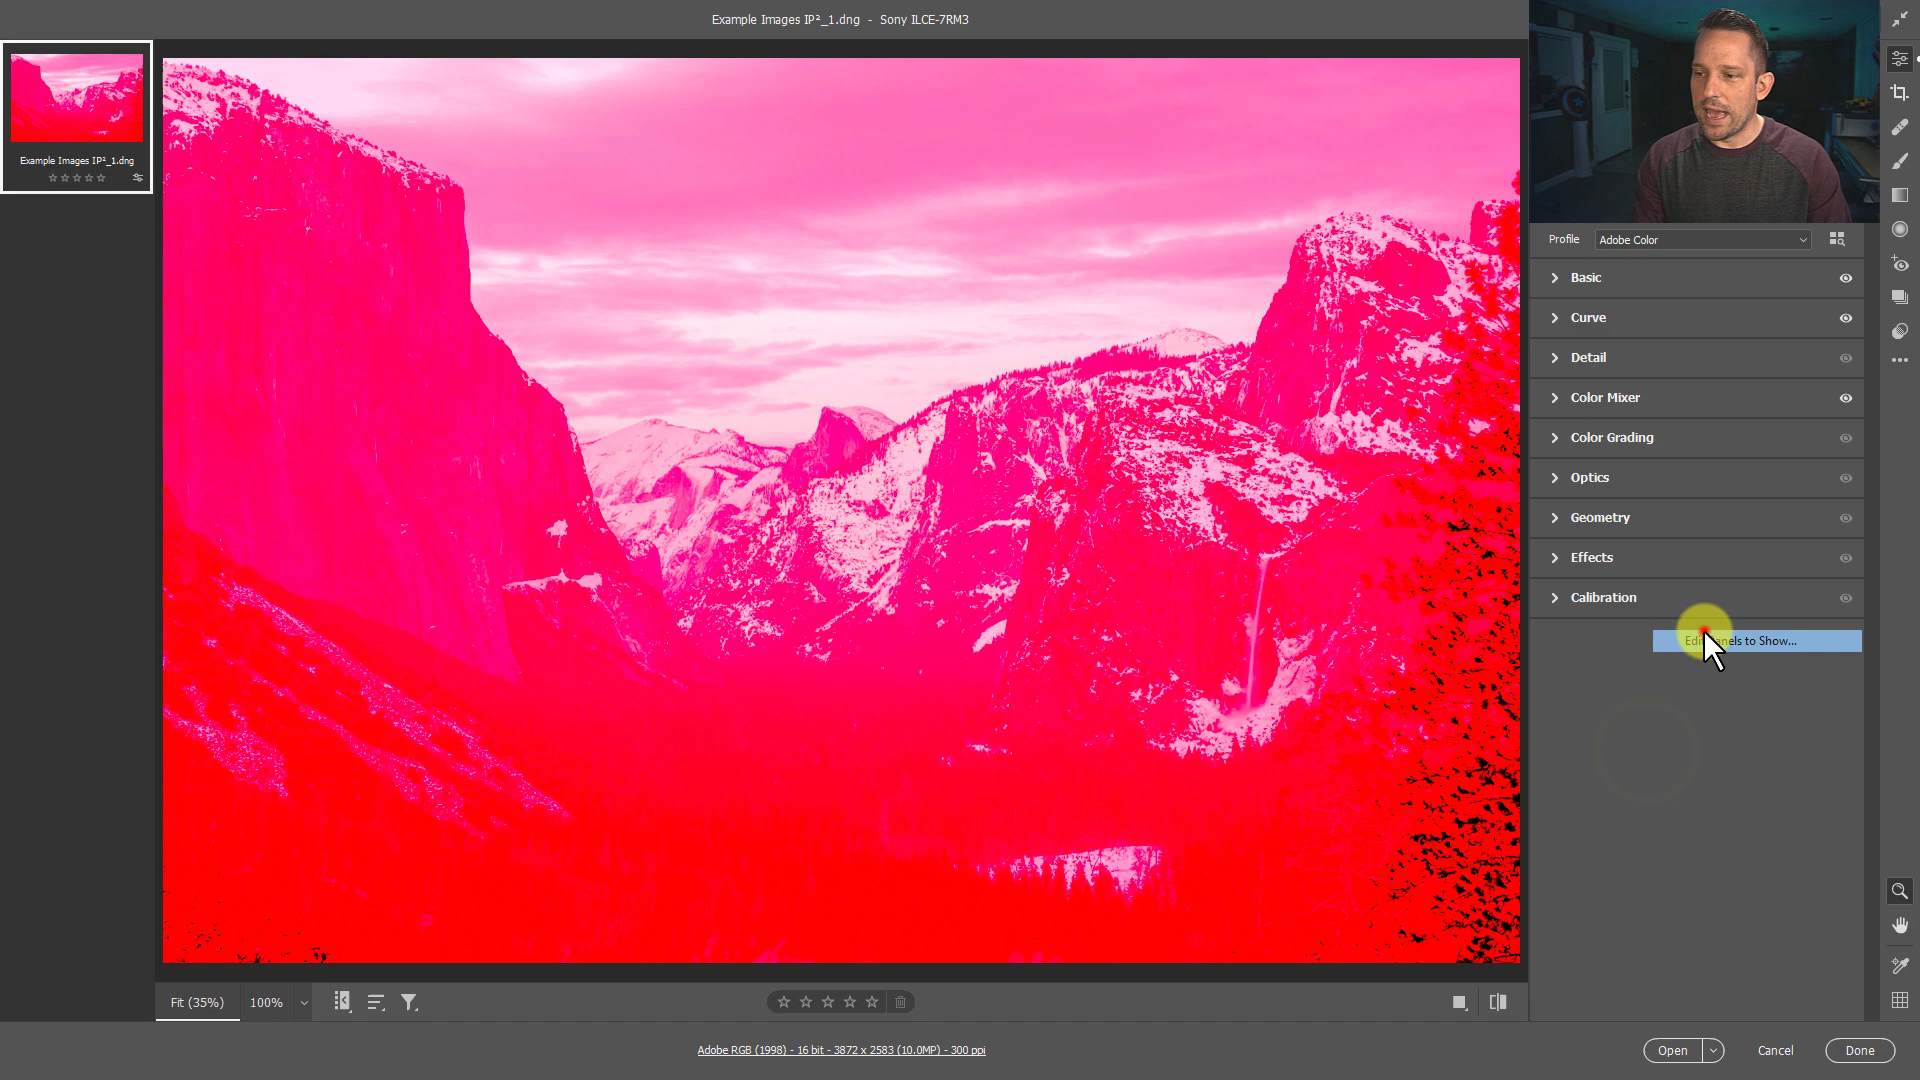 Example Images IP²_1.dng - Sony ILCE-7RM3
Example Images IP²_1.dng
Profile
Adobe Color
Basic
Curve
Detail
Color Mixer
Color Grading
Optics
Geometry
Effects
Calibration
to Show...
Fit (35%)
100%
Adobe RGB (1998) - 16 bit - 3872 x 2583 (10.0MP) - 300 ppi
Open
Cancel
Done